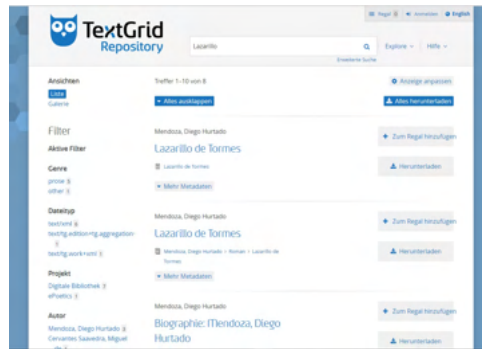 Regal 0 Anmelden English
TextGrid
Repository
Lazarillo
Explore Hilfe
Erweiterte Suche
Ansichten
Liste
Galerie
Treffer 1–10 von 8
Alles ausklappen
Anzeige anpassen
Alles herunterladen
Filter
Aktive Filter
Genre
prose
other
Dateityp
text/xml
text/tg.edition+tg.aggregation
text/tg.work+xml
Projekt
Digitale Bibliothek
ePoetics
Autor
Mendoza, Diego Hurtado
Cervantes Saavedra, Miguel
Mendoza, Diego Hurtado
Lazarillo de Tormes
Lazarillo de Tormes
Mehr Metadaten
Zum Regal hinzufügen
Herunterladen
Mendoza, Diego Hurtado
Lazarillo de Tormes
Mendoza, Diego Hurtado > Roman > Lazarillo de
Tormes
Mehr Metadaten
Zum Regal hinzufügen
Herunterladen
Mendoza, Diego Hurtado
Biographie: Mendoza, Diego
Hurtado
Zum Regal hinzufügen
Herunterladen